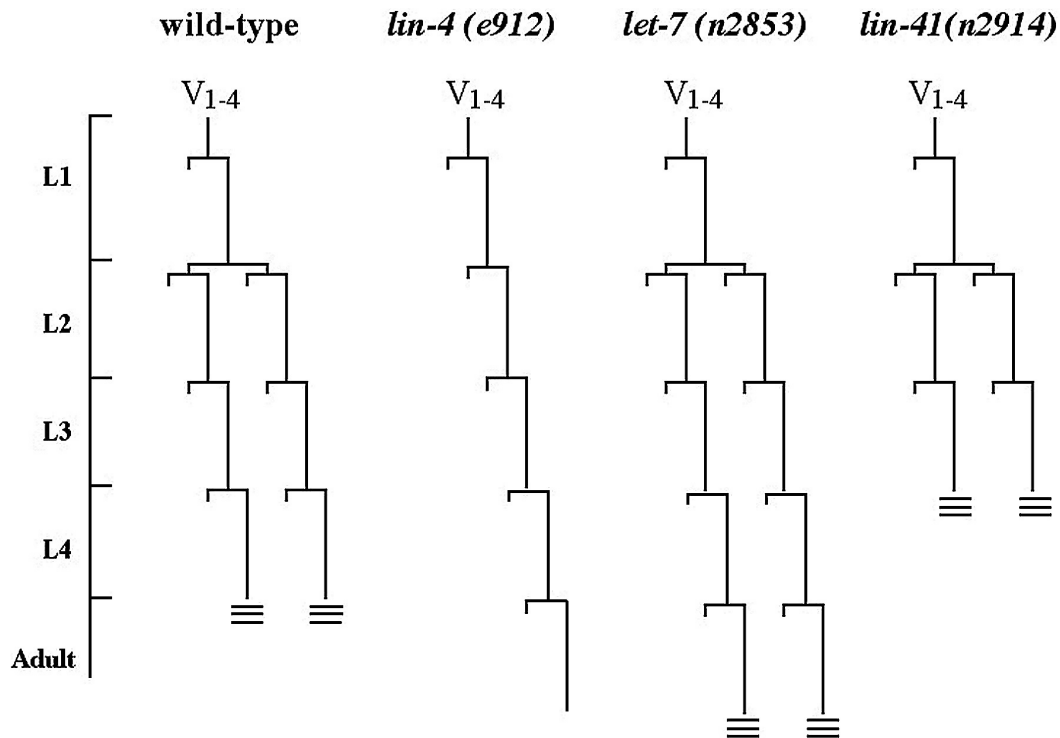 wild-type lin-4 (e912) let-7 (n2853) lin-41(n2914)
V1-4 V1-4 V1-4 V1-4
L1
L2
L3
L4
Adult